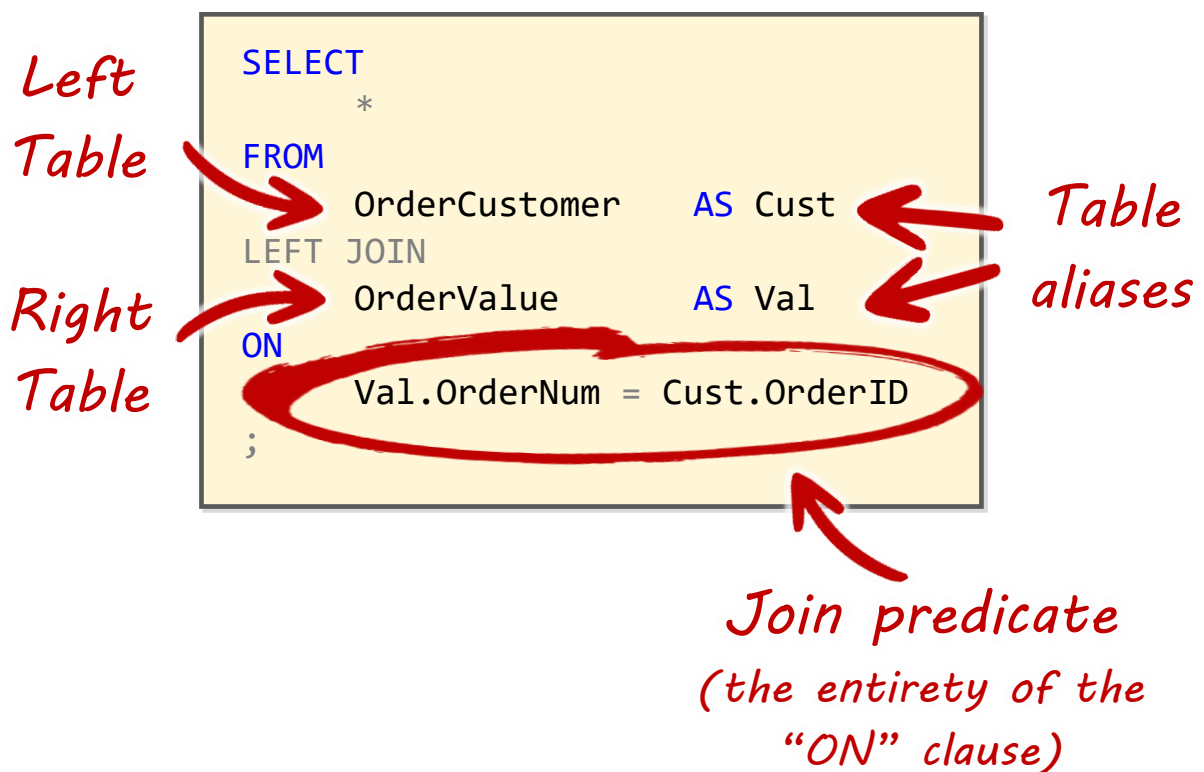 Left
Table
Right
Table
SELECT
*
FROM
OrderCustomer AS Cust
LEFT JOIN
OrderValue AS Val
ON
Val.OrderNum = Cust.OrderID
;
Table
aliases
Join predicate
(the entirety of the
“ON” clause)